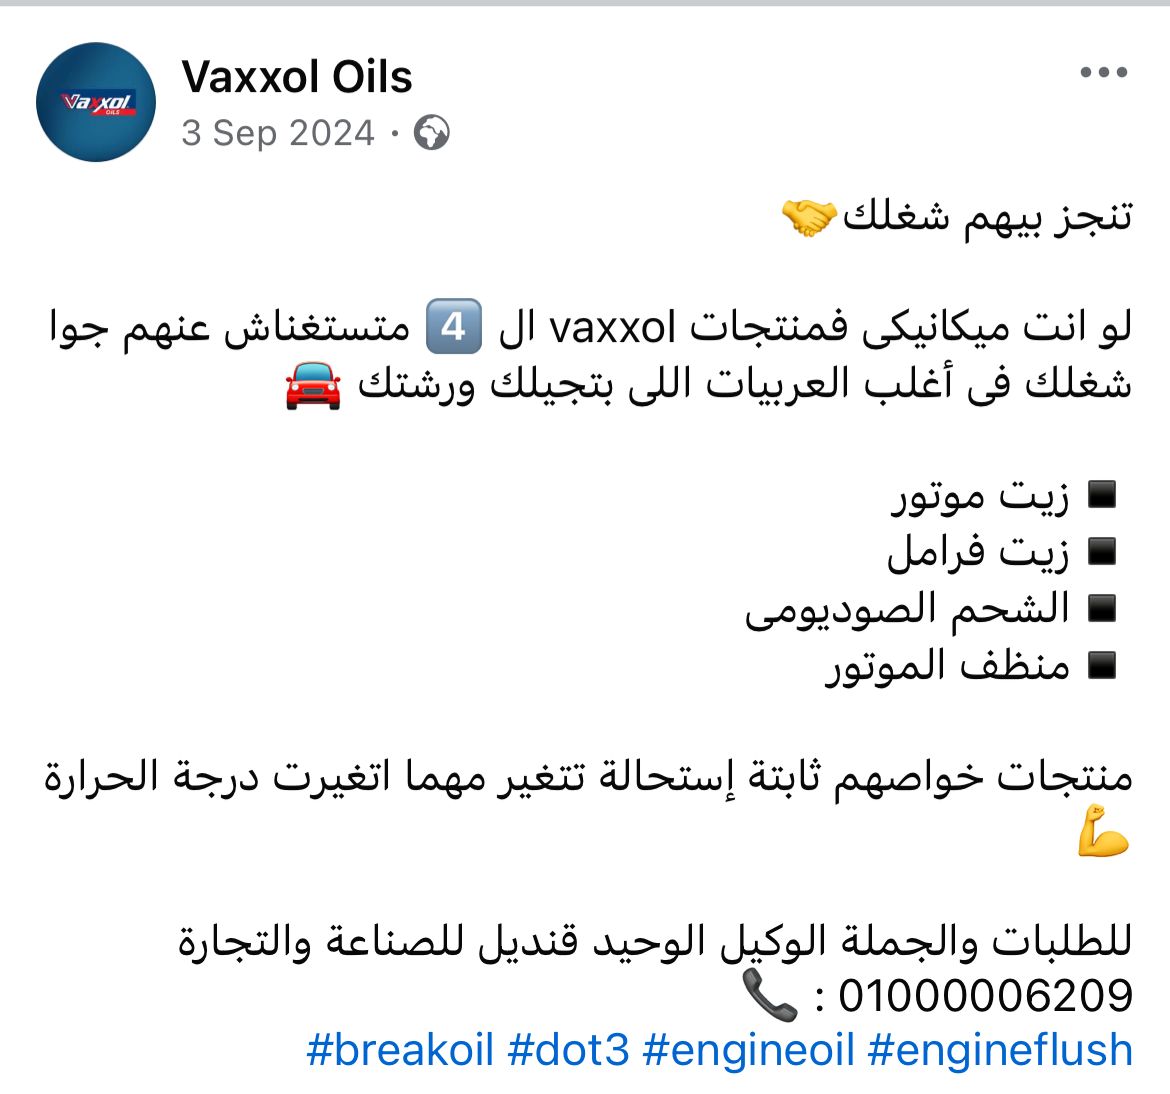 Vaxxol OILS
Vaxxol Oils
3 Sep 2024 ·
تنجز بيهم شغلك🤝
لو انت ميكانيكى فمنتجات vaxxol ال 4️⃣ متستغناش عنهم جوا
شغلك فى أغلب العربيات اللى بتجيلك ورشتك 🚘
◾ زيت موتور
◾ زيت فرامل
◾ الشحم الصوديومى
◾ منظف الموتور
منتجات خواصهم ثابتة إستحالة تتغير مهما اتغيرت درجة الحرارة
💪
للطلبات والجملة الوكيل الوحيد قنديل للصناعة والتجارة
📞 : 01000006209
#breakoil #dot3 #engineoil #engineflush